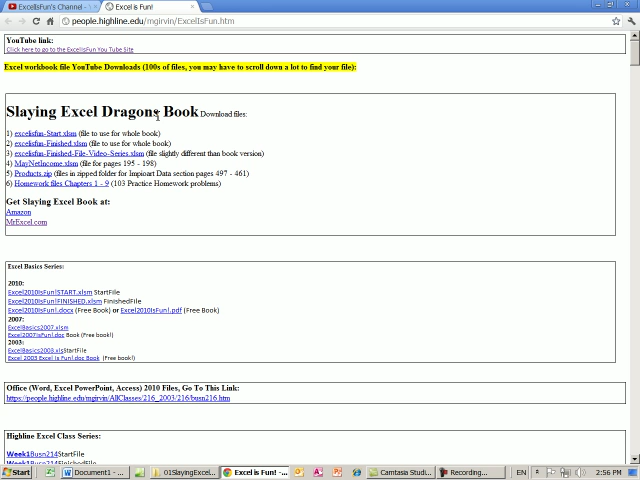 ExcelIsFun's Channel -
Excel is Fun!
people.highline.edu/mgirvin/ExcelIsFun.htm
YouTube link:
Click here to go to the ExcelIsFun You Tube Site
Excel workbook file YouTube Downloads (100s of files, you may have to scroll down a lot to find your file):
Slaying Excel Dragons Book Download files:
1) excelisfun-Start.xlsm (file to use for whole book)
2) excelisfun-Finished.xlsm (file to use for whole book)
3) excelisfun-Finished-File-Video-Series.xlsm (file slightly different than book version)
4) MayNetIncome.xlsm (file for pages 195 - 198)
5) Products.zip (files in zipped folder for Impioart Data section pages 497 - 461)
6) Homework files Chapters 1 - 9 (103 Practice Homework problems)
Get Slaying Excel Book at:
Amazon
MrExcel.com
Excel Basics Series:
2010:
Excel2010IsFun!START.xlsm StartFile
Excel2010IsFun!FINISHED.xlsm FinishedFile
Excel2010IsFun!.docx (Free Book) or Excel2010IsFun!.pdf (Free Book)
2007:
ExcelBasics2007.xlsm
Excel2007IsFun!.doc Book (Free book!)
2003:
ExcelBasics2003.xlsStartFile
Excel 2003 Excel Is Fun!.doc Book (Free book!)
Office (Word, Excel PowerPoint, Access) 2010 Files, Go To This Link:
https://people.highline.edu/mgirvin/AllClasses/216_2003/216/busn216.htm
Highline Excel Class Series:
Week1Busn214StartFile
Week1Busn214FinishedFile
Start
Document1 -
01SlayingExcel...
Excel is Fun! -...
Camtasia Studi...
Recording...
EN
2:56 PM